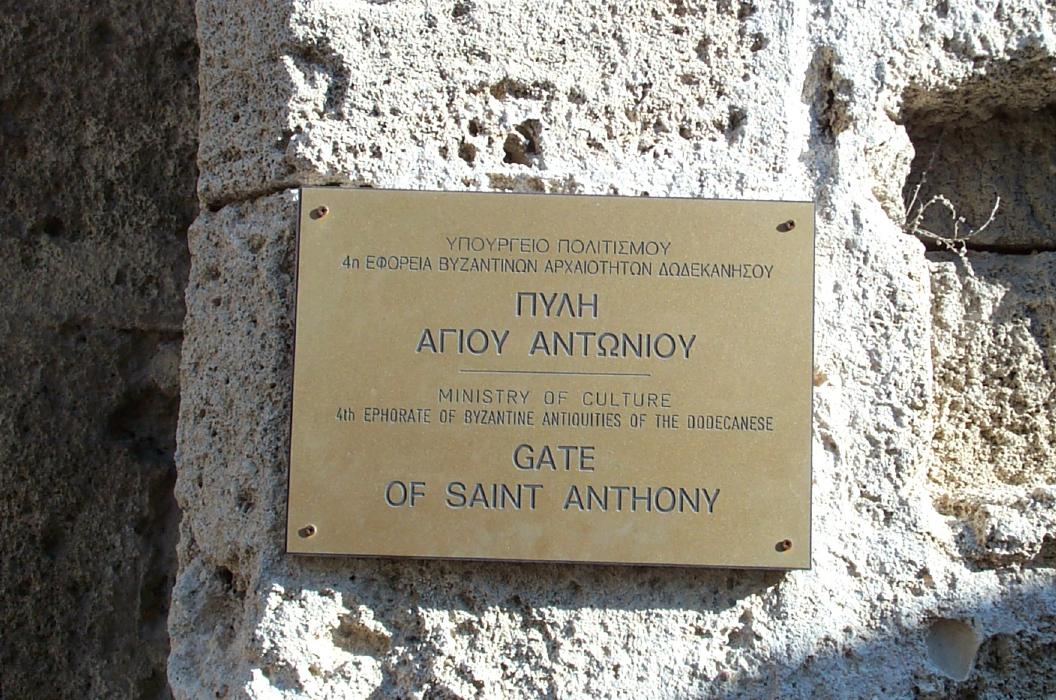 ΥΠΟΥΡΓΕΙΟ ΠΟΛΙΤΙΣΜΟΥ
4η ΕΦΟΡΕΙΑ ΒΥΖΑΝΤΙΝΩΝ ΑΡΧΑΙΟΤΗΤΩΝ ΔΩΔΕΚΑΝΗΣΟΥ
ΠΥΛΗ
ΑΓΙΟΥ ΑΝΤΩΝΙΟΥ
MINISTRY OF CULTURE
4th EPHORATE OF BYZANTINE ANTIQUITIES OF THE DODECANESE
GATE
OF SAINT ANTHONY